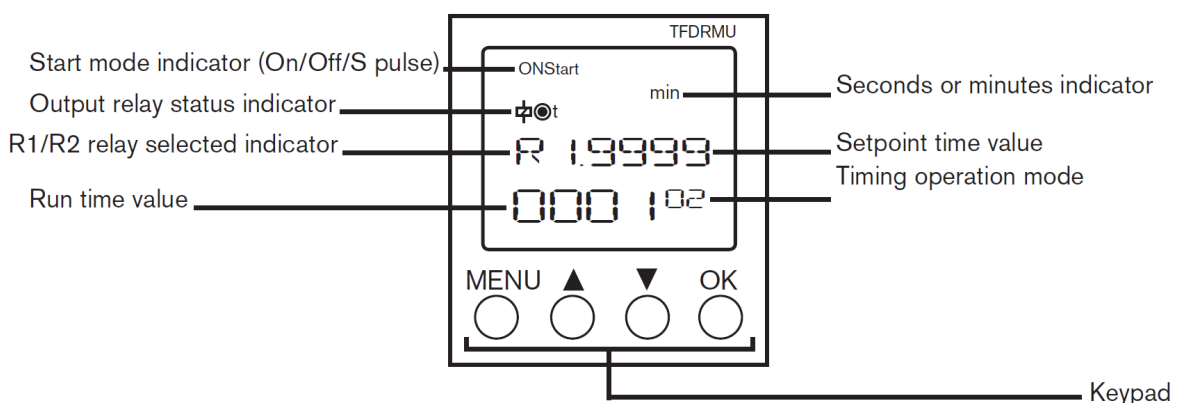 TFDRMU
Start mode indicator (On/Off/S pulse)
ONStart
Seconds or minutes indicator
min
Output relay status indicator
t
R1/R2 relay selected indicator
R 1.9999
Setpoint time value
Timing operation mode
Run time value
0001 02
MENU ▲ ▼ OK
Keypad